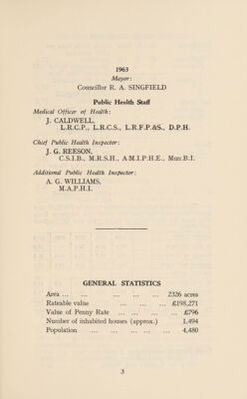 1963
Mayor:
Councillor R. A. SINGFIELD
Public Health Staff
Medical Officer of Health:
J. CALDWELL,
L.R.C.P., L.R.C.S., L.R.F.P.&S., D.P.H.
Chief Public Health Inspector:
J. G. REESON,
C.S.I.B., M.R.S.H., A.M.I.P.H.E., Mun.B.I.
Additional Public Health Inspector:
A. G. WILLIAMS,
M.A.P.H.I.
GENERAL STATISTICS
Area ... ... ... ... ... 2326 acres
Rateable value ... ... ... £198,271
Value of Penny Rate ... ... ... ... £796
Number of inhabited houses (approx.) 1,494
Population ... ... ... ... ... 4,480
3